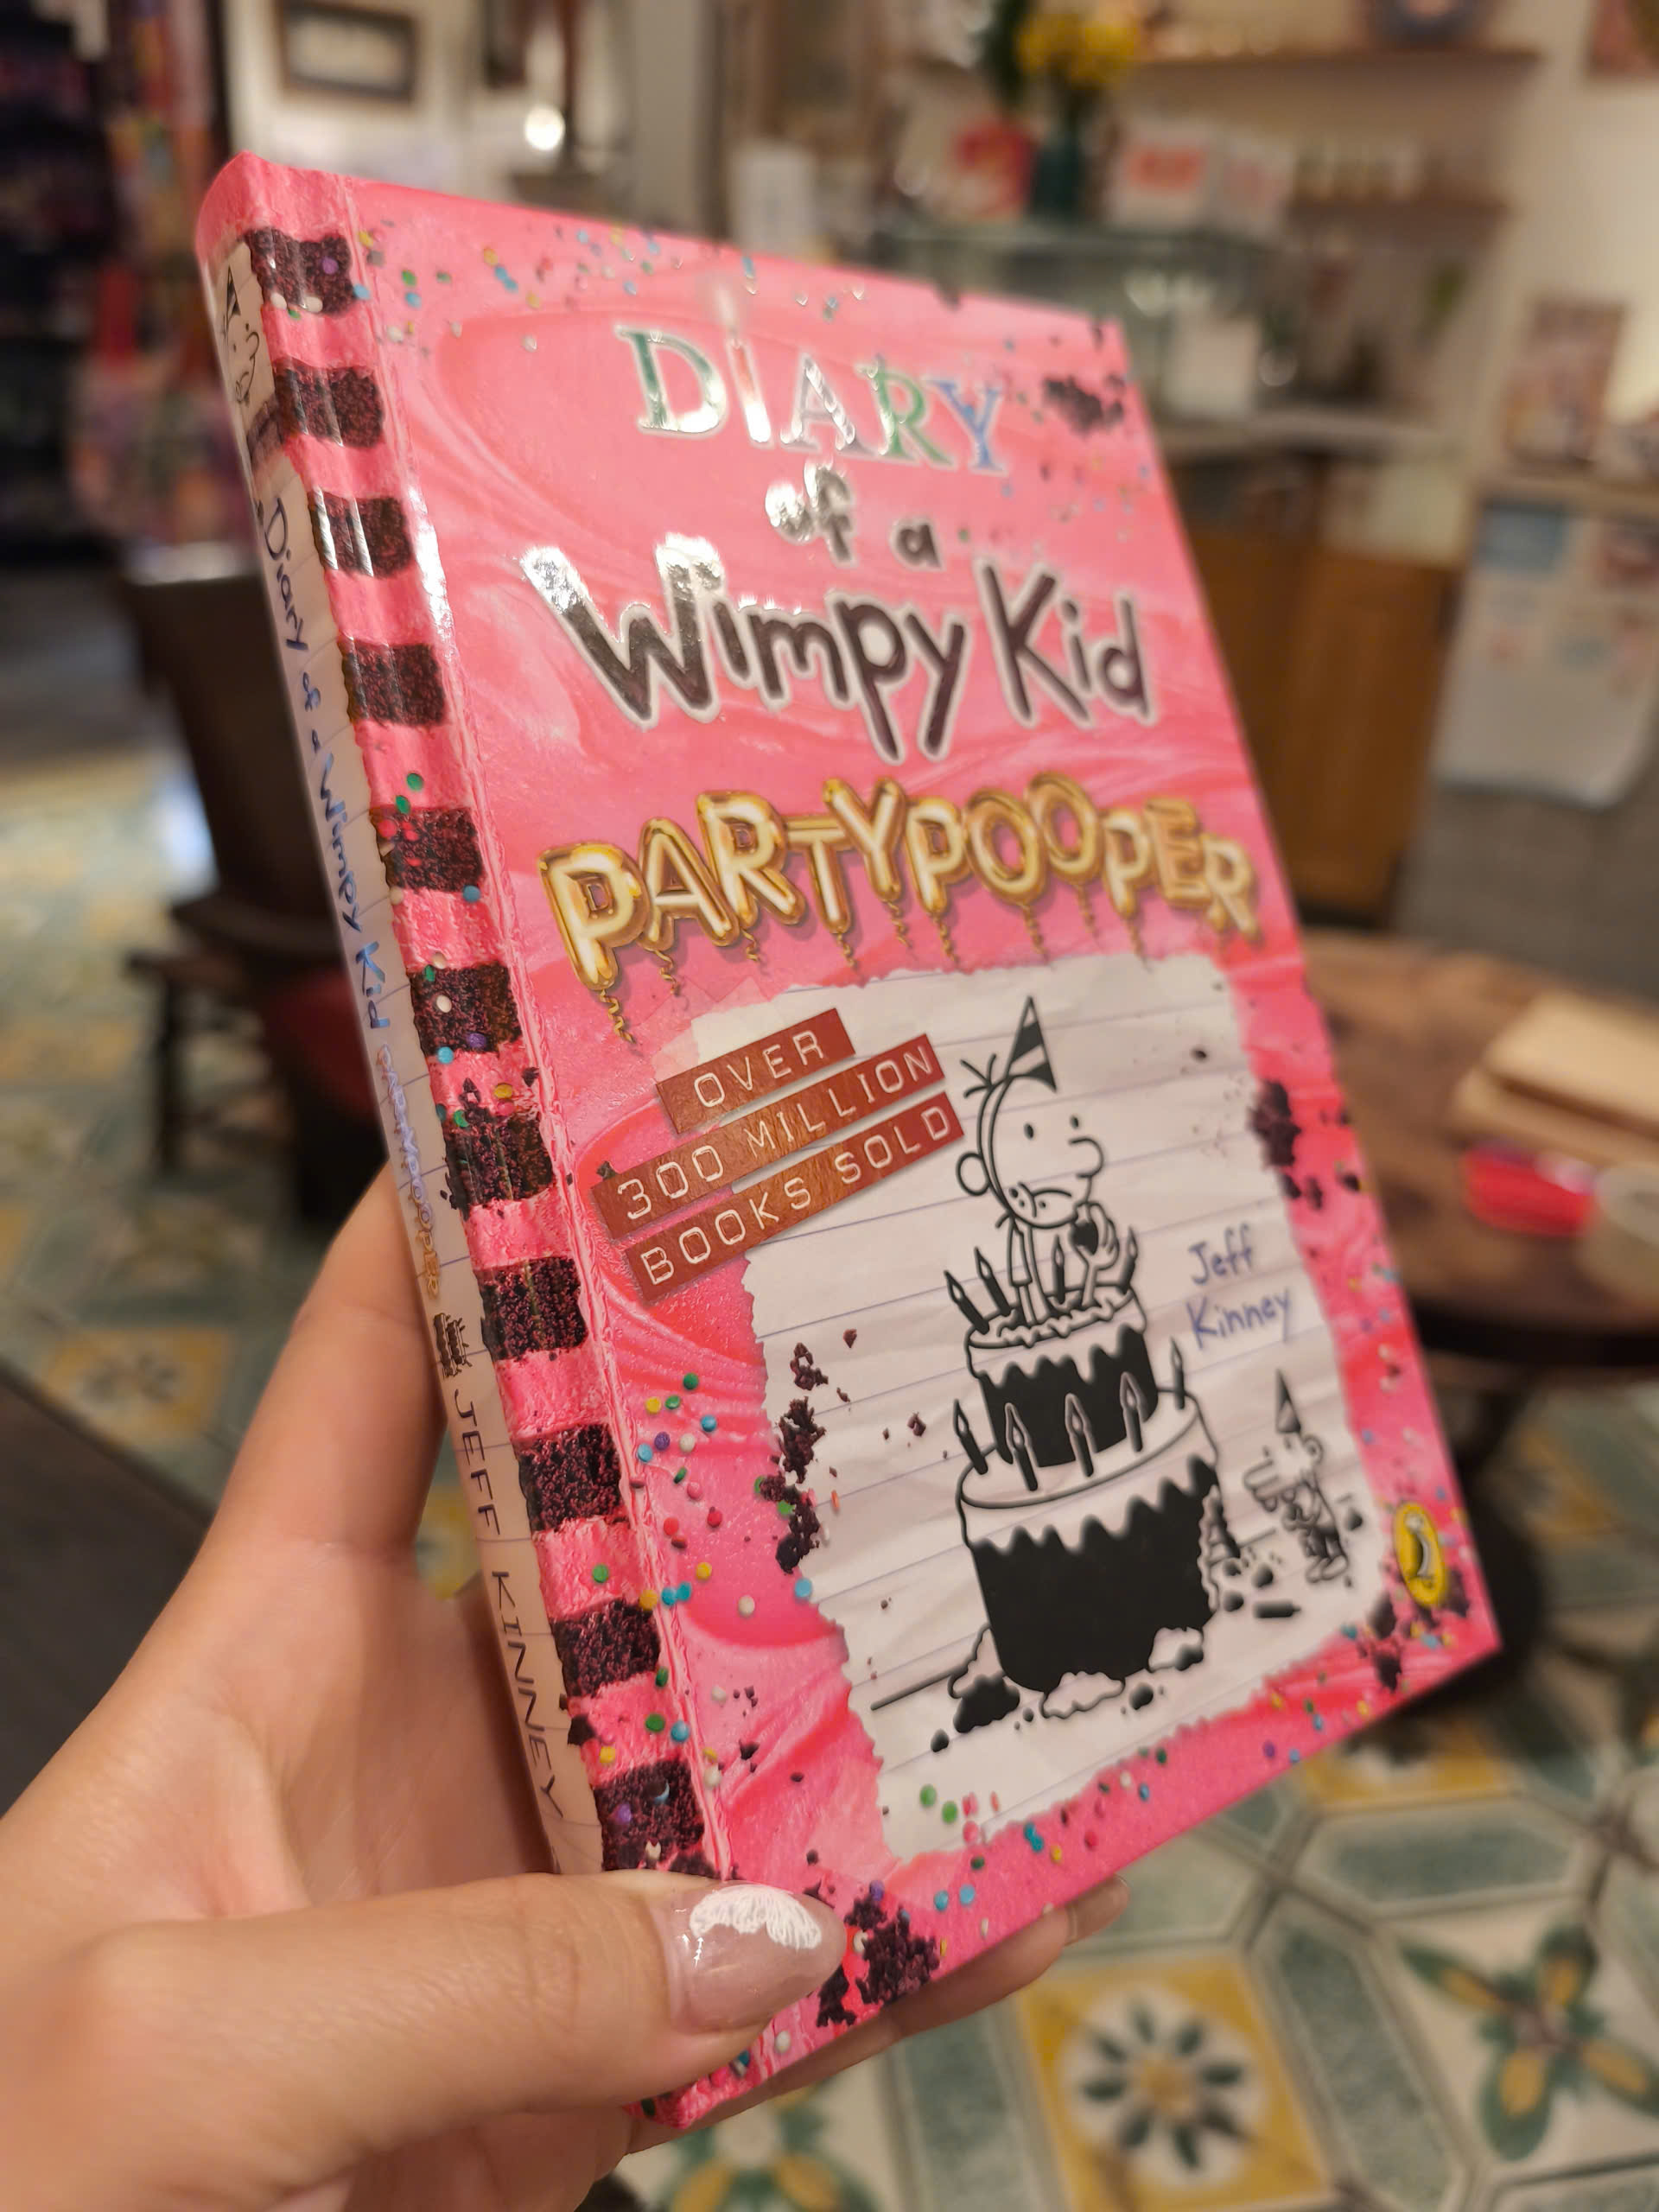 DiARY
of a
Wimpy Kid
PARTYPOOPER
OVER
300 MILLION
BOOKS SOLD
Jeff
Kinney
Diary of a Wimpy Kid PARTYPOOPER JEFF KINNEY